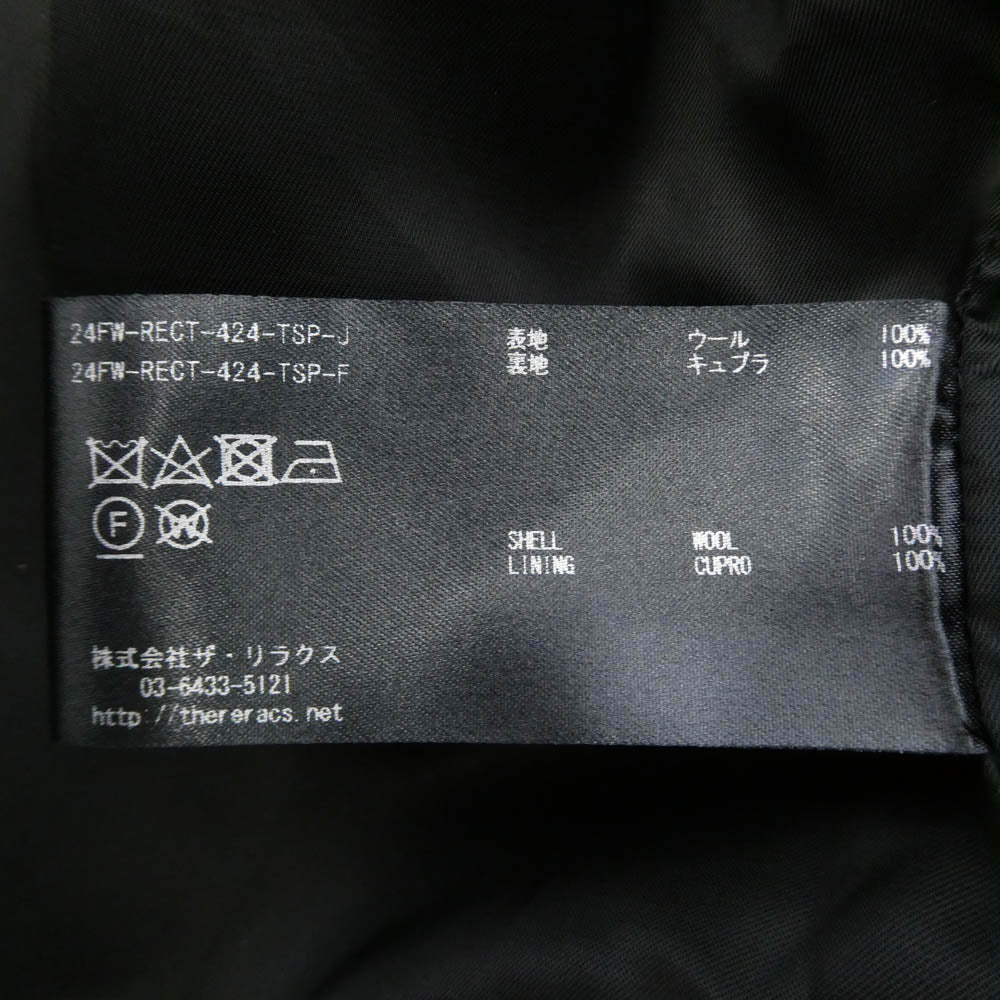 24FW-RECT-424-TSP-J 表地 ウール 100%
24FW-RECT-424-TSP-F 裏地 キュプラ 100%
F W
SHELL WOOL 100%
LINING CUPRO 100%
株式会社ザ・リラクス
03-6433-5121
http://thereracs.net